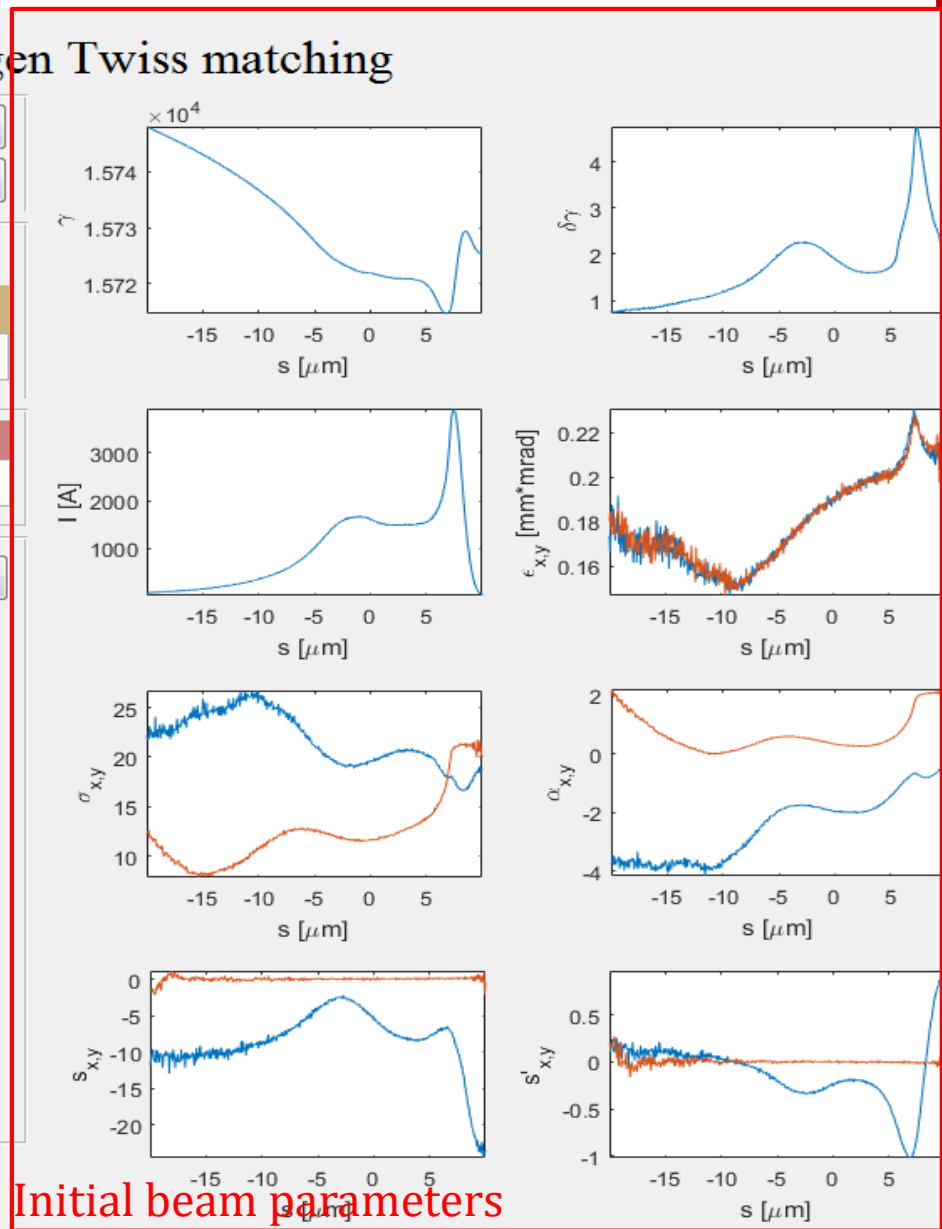 gen Twiss matching
×10⁴
1.574
1.573
1.572
γ
-15 -10 -5 0 5
s [μm]
4
3
2
1
δγ
-15 -10 -5 0 5
s [μm]
3000
2000
1000
I [A]
-15 -10 -5 0 5
s [μm]
0.22
0.2
0.18
0.16
ϵx,y [mm*mrad]
-15 -10 -5 0 5
s [μm]
25
20
15
10
σx,y
-15 -10 -5 0 5
s [μm]
2
0
-2
-4
αx,y
-15 -10 -5 0 5
s [μm]
0
-5
-10
-15
-20
sx,y
-15 -10 -5 0 5
s [μm]
0.5
0
-0.5
-1
s'x,y
-15 -10 -5 0 5
s [μm]
Initial beam parameters